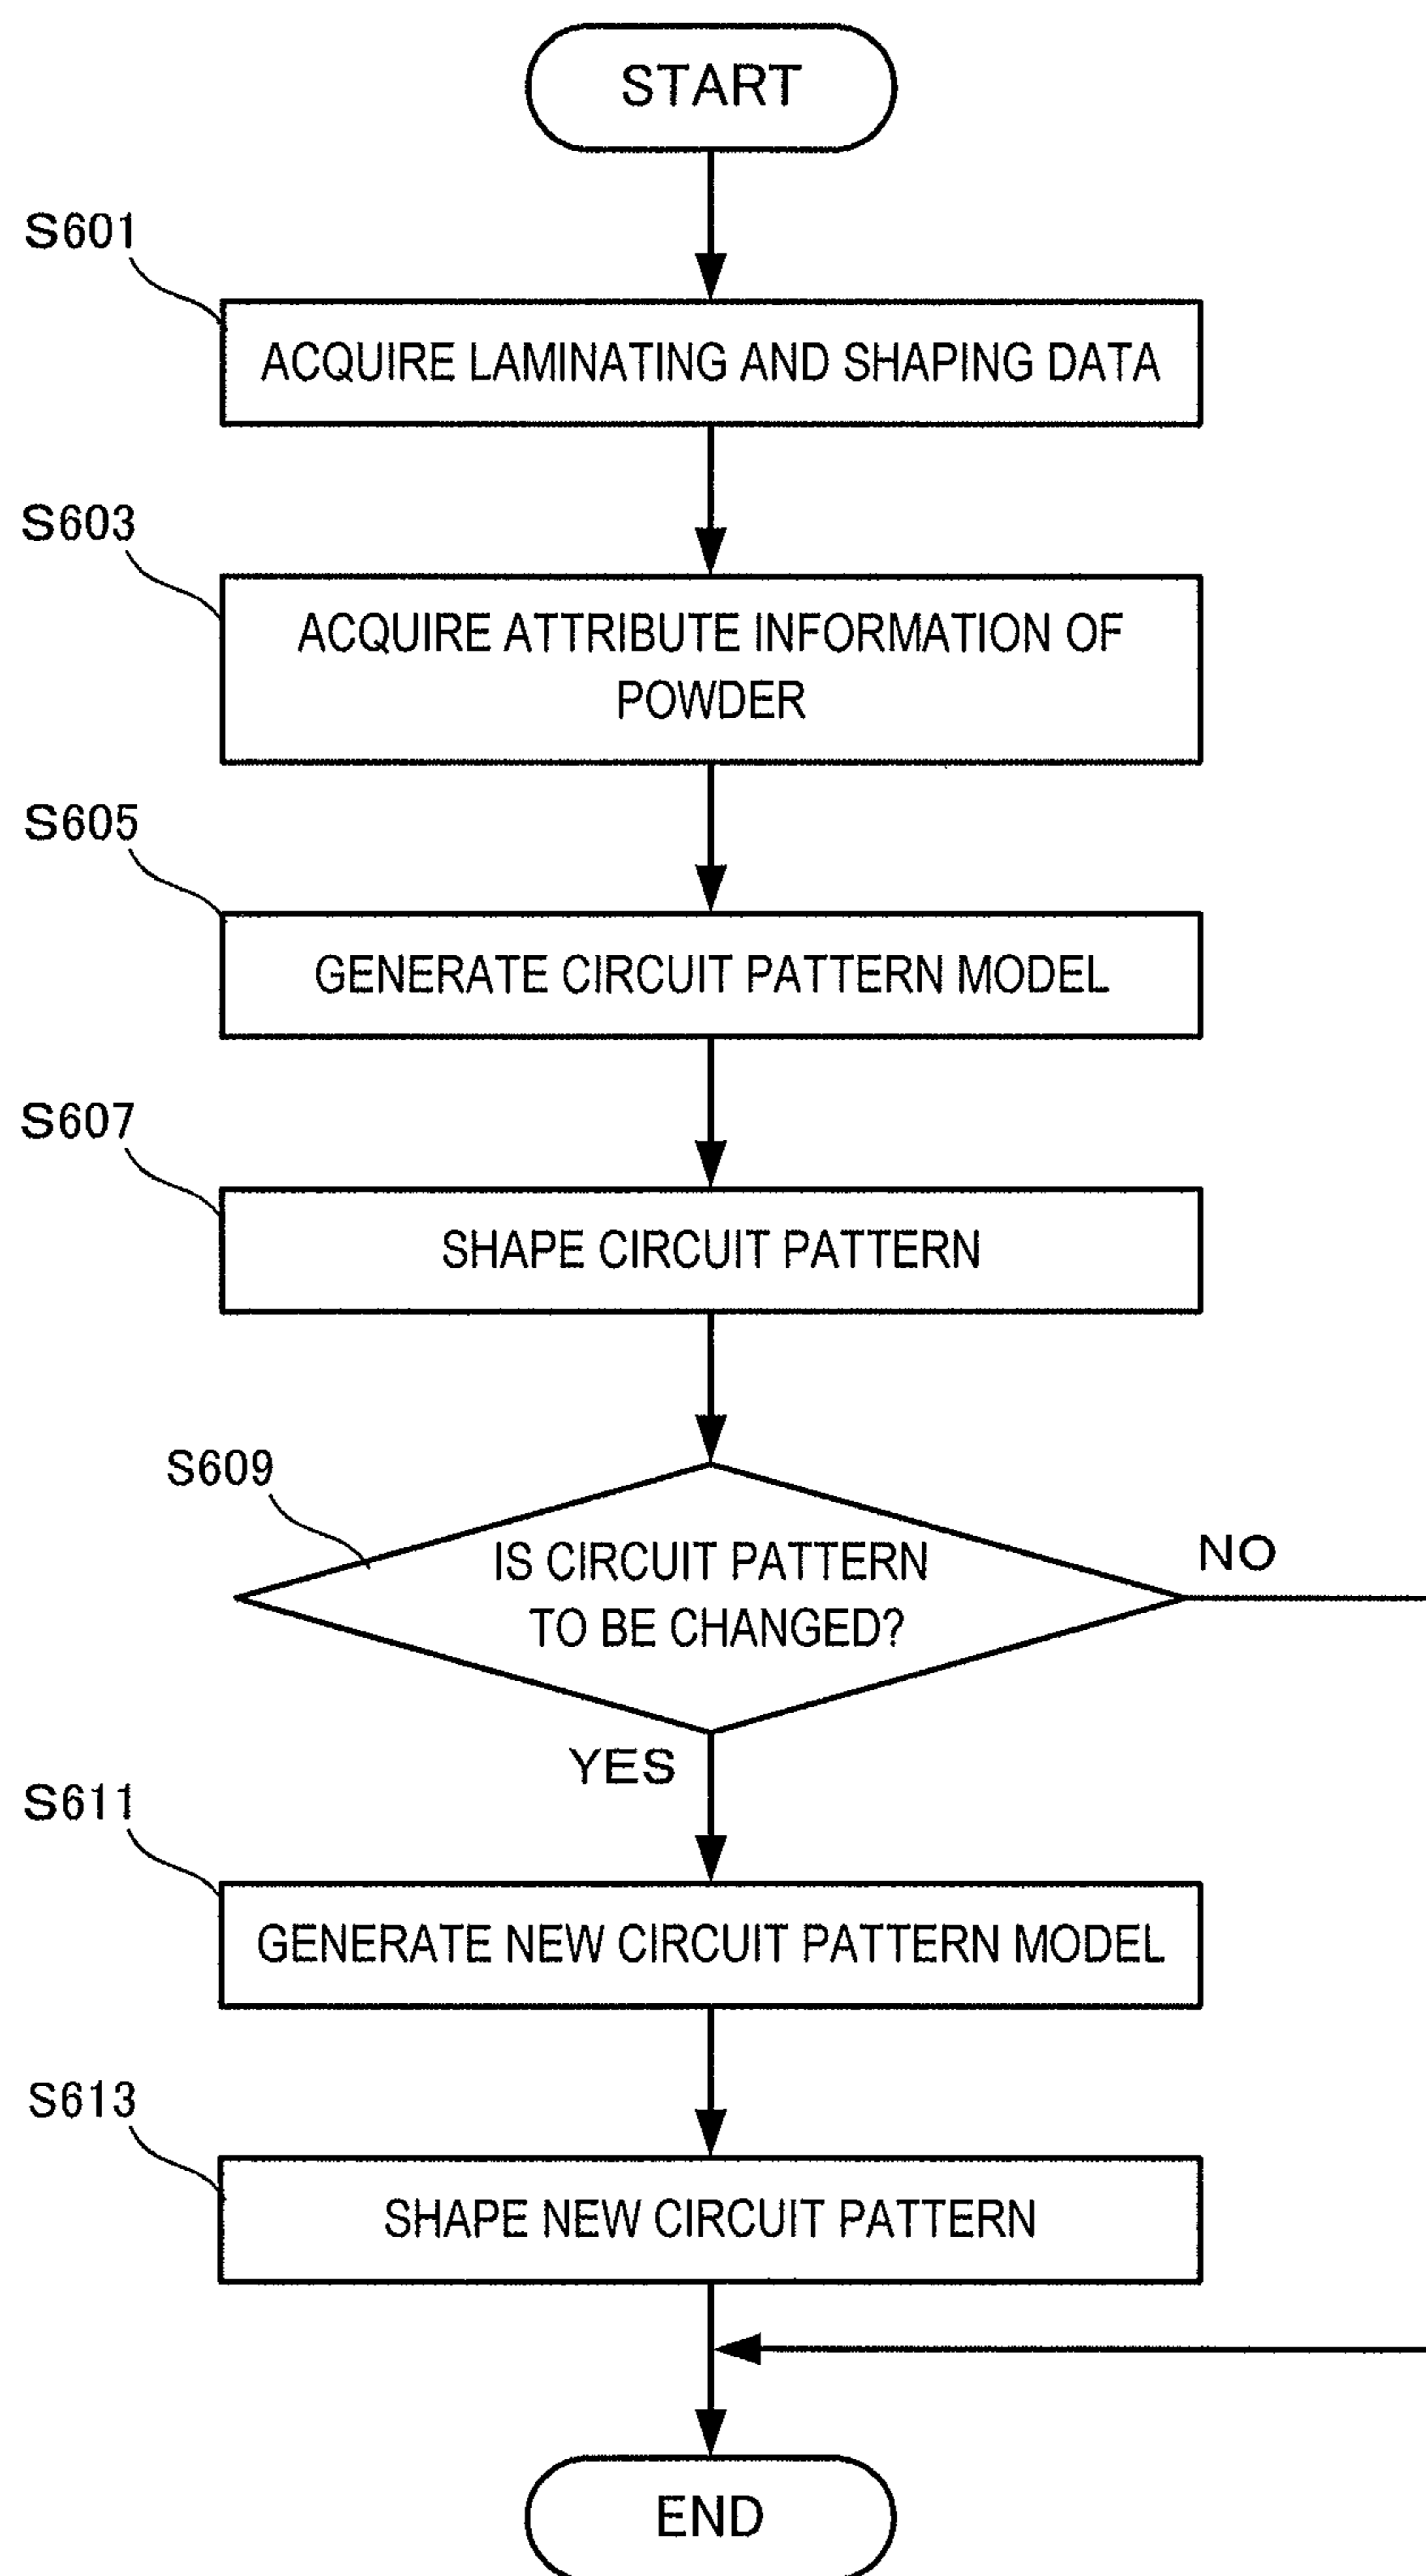 START
S601
ACQUIRE LAMINATING AND SHAPING DATA
S603
ACQUIRE ATTRIBUTE INFORMATION OF
POWDER
S605
GENERATE CIRCUIT PATTERN MODEL
S607
SHAPE CIRCUIT PATTERN
S609
IS CIRCUIT PATTERN
TO BE CHANGED?
NO
YES
S611
GENERATE NEW CIRCUIT PATTERN MODEL
S613
SHAPE NEW CIRCUIT PATTERN
END